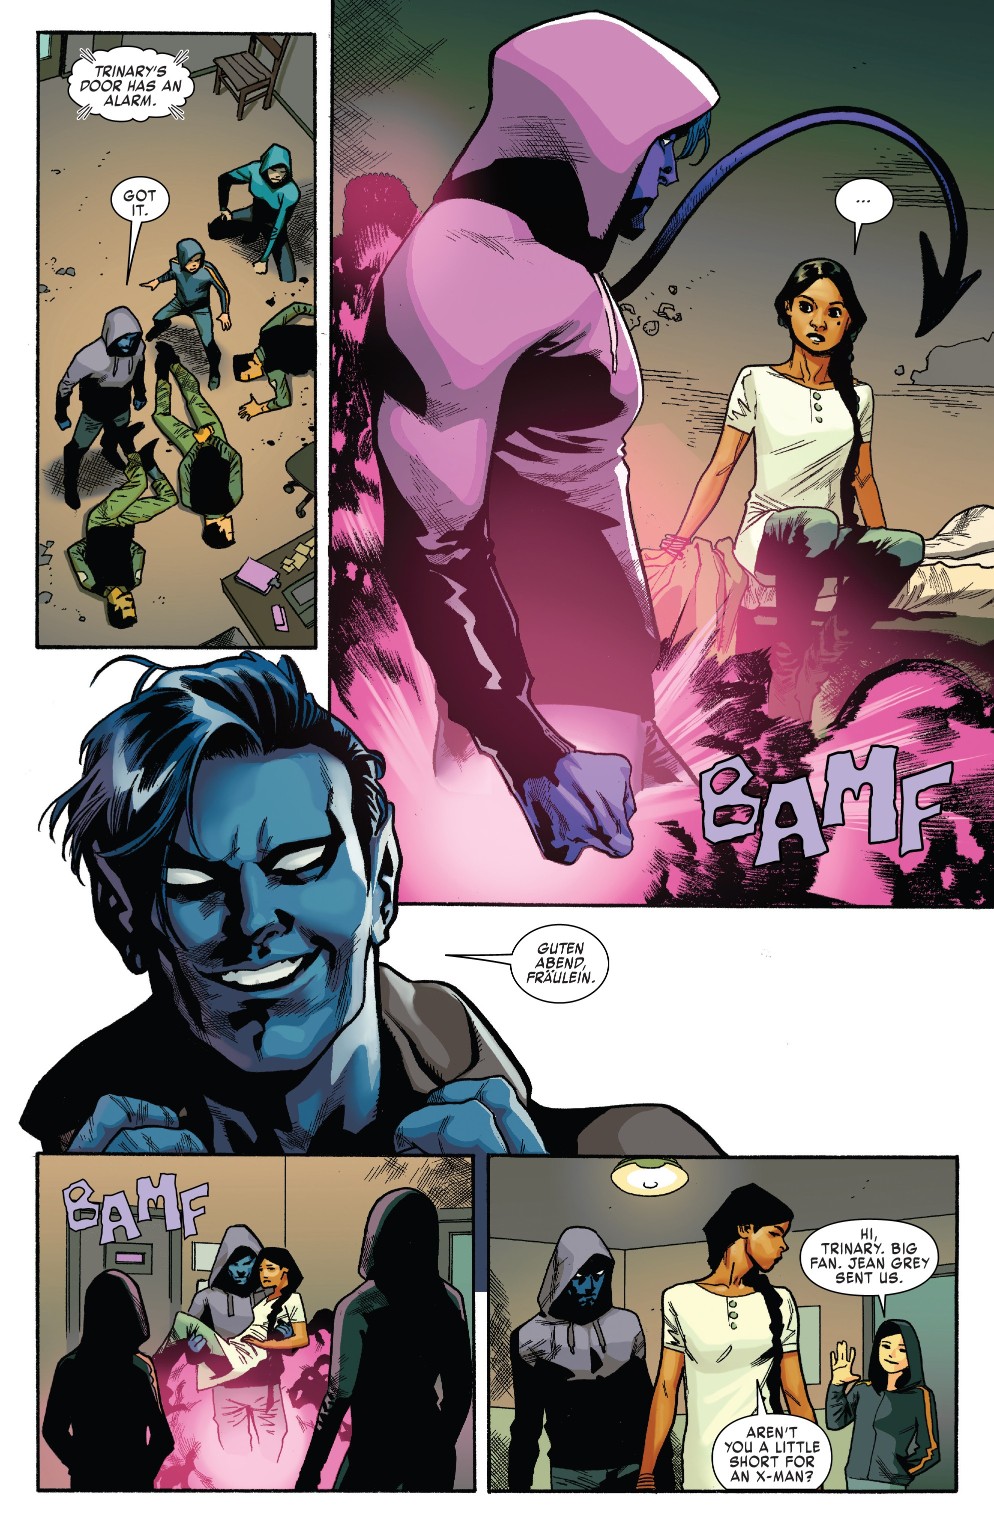 TRINARY'S
DOOR HAS AN
ALARM.
GOT
IT.
...
BAMF
GUTEN
ABEND,
FRÄULEIN.
BAMF
HI,
TRINARY. BIG
FAN. JEAN GREY
SENT US.
AREN'T
YOU A LITTLE
SHORT FOR
AN X-MAN?